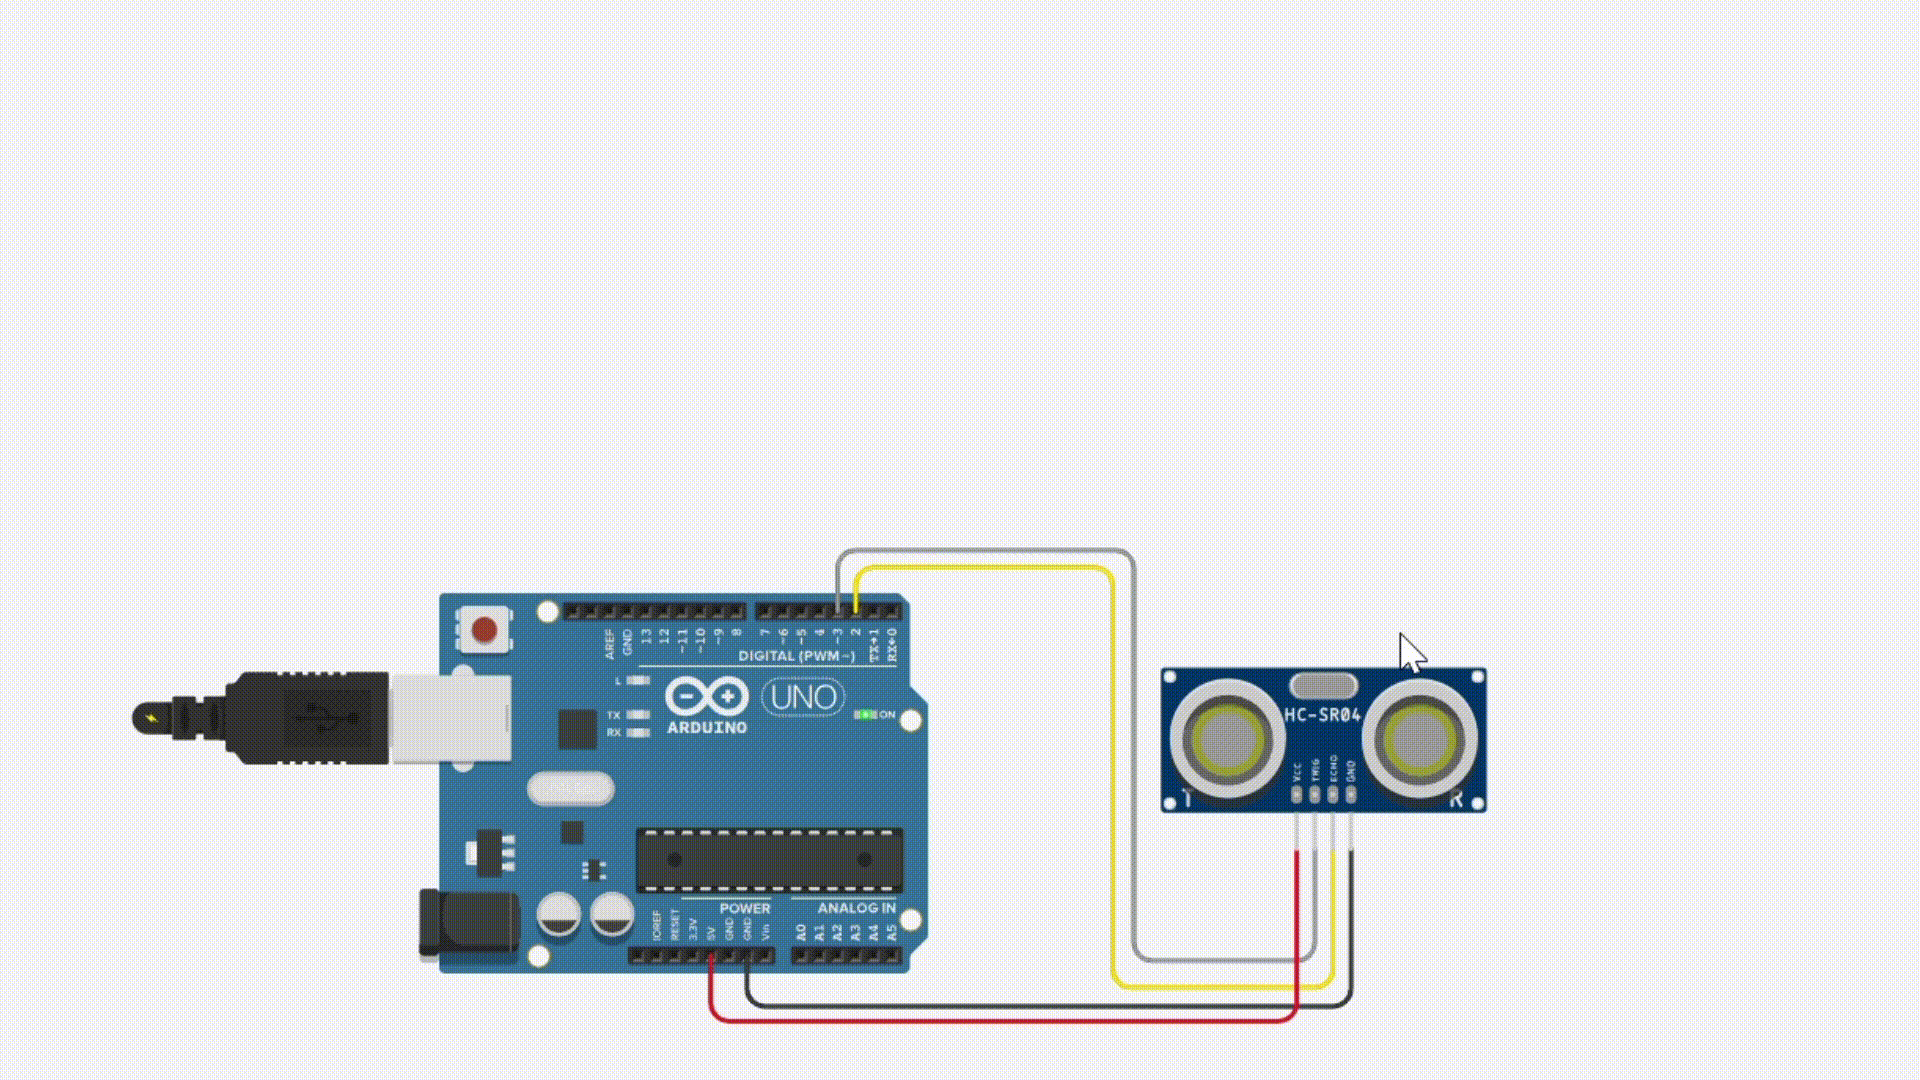 AREF
GND
13
12
~11
~10
~9
8
7
~6
~5
4
~3
2
TX→1
RX←0
DIGITAL (PWM~)
L
TX
RX
ARDUINO
UNO
ON
HC-SR04
VCC
TRIG
ECHO
GND
T
R
POWER
ANALOG IN
IOREF
RESET
3.3V
5V
GND
GND
Vin
A0
A1
A2
A3
A4
A5